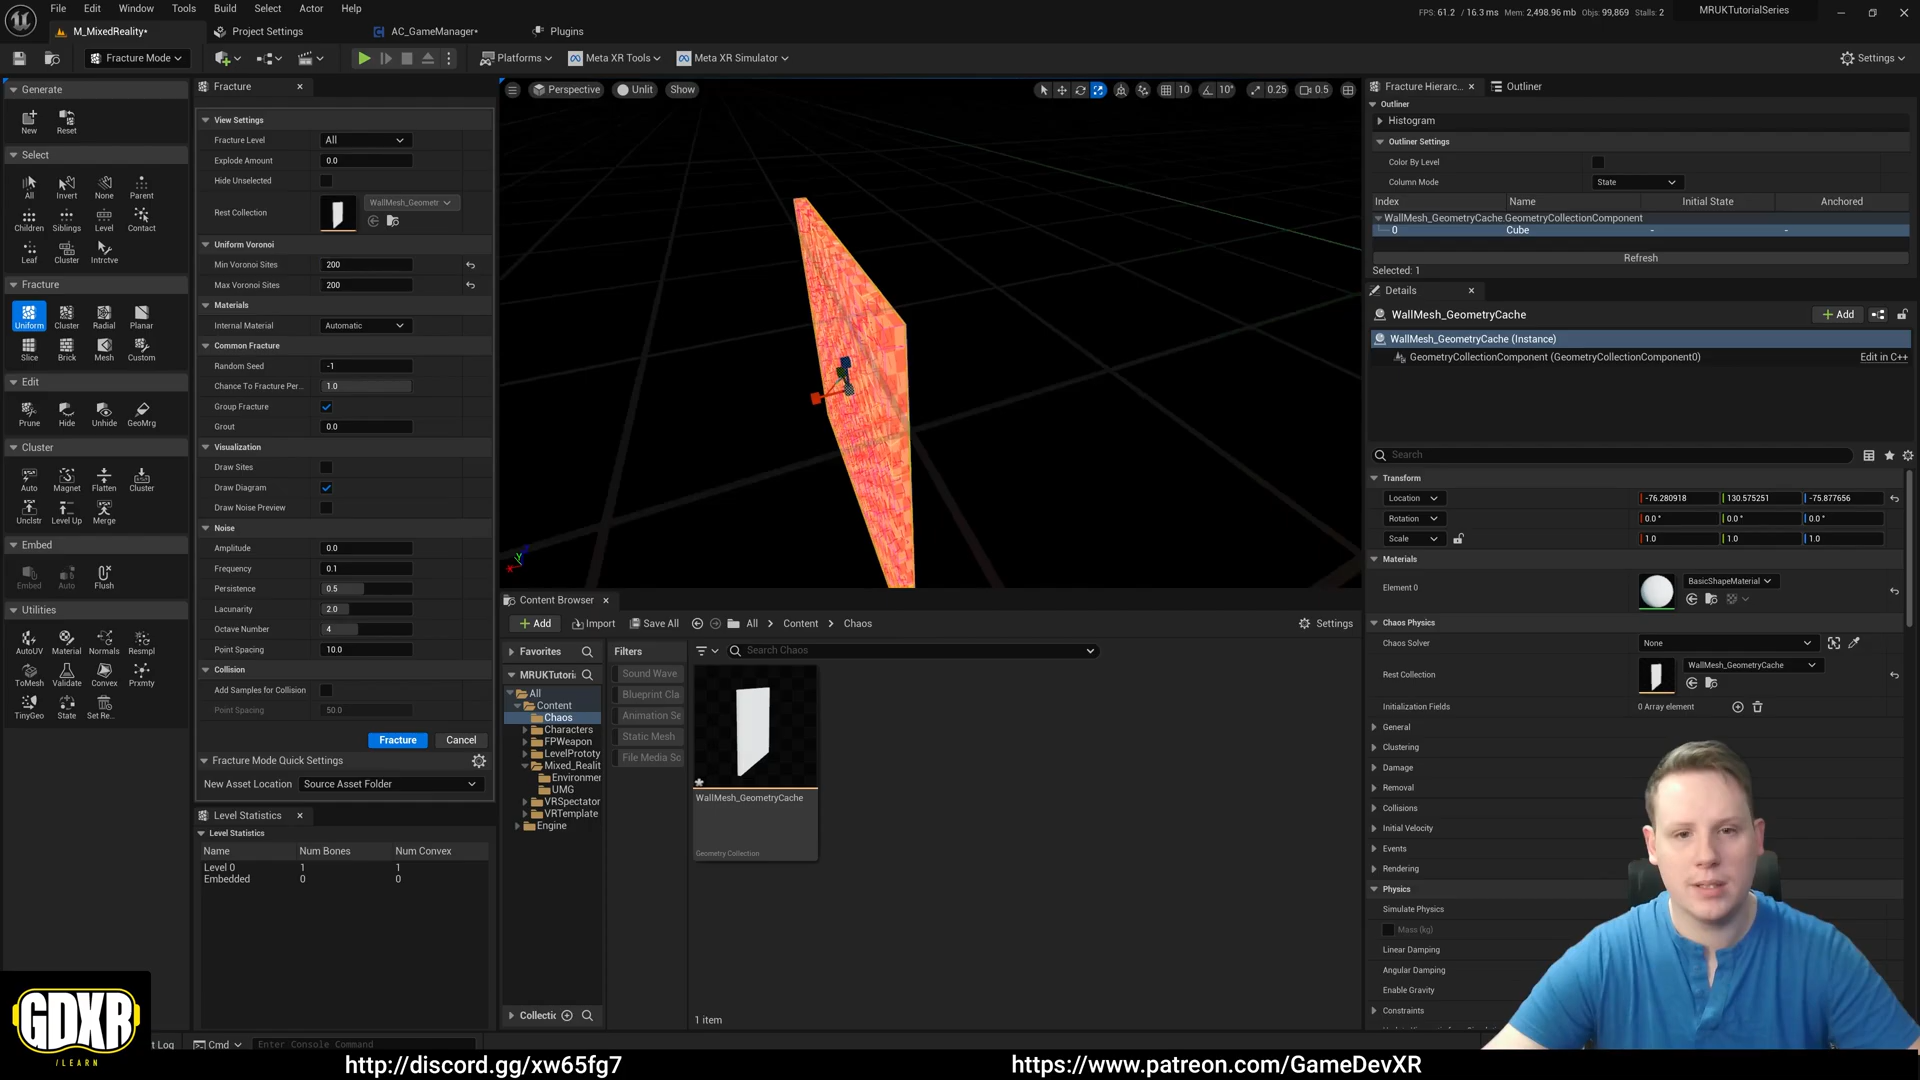 File Edit Window Tools Build Select Actor Help
FPS: 61.2 / 16.3 ms Mem: 2,498.96 mb Objs: 99,869 Stalls: 2
MRUKTutorialSeries
M_MixedReality*
Project Settings
AC_GameManager*
Plugins
Fracture Mode
Platforms
Meta XR Tools
Meta XR Simulator
Settings
Generate
New Reset
Select
All Invert None Parent
Children Siblings Level Contact
Leaf Cluster Intrctve
Fracture
Uniform Cluster Radial Planar
Slice Brick Mesh Custom
Edit
Prune Hide Unhide GeoMrg
Cluster
Auto Magnet Flatten Cluster
Unclstr Level Up Merge
Embed
Embed Auto Flush
Utilities
AutoUV Material Normals Resmpl
ToMesh Validate Convex Prxmty
TinyGeo State Set Re...
Fracture
View Settings
Fracture Level All
Explode Amount 0.0
Hide Unselected
Rest Collection WallMesh_Geometr
Uniform Voronoi
Min Voronoi Sites 200
Max Voronoi Sites 200
Materials
Internal Material Automatic
Common Fracture
Random Seed -1
Chance To Fracture Per... 1.0
Group Fracture
Grout 0.0
Visualization
Draw Sites
Draw Diagram
Draw Noise Preview
Noise
Amplitude 0.0
Frequency 0.1
Persistence 0.5
Lacunarity 2.0
Octave Number 4
Point Spacing 10.0
Collision
Add Samples for Collision
Point Spacing 50.0
Fracture Cancel
Fracture Mode Quick Settings
New Asset Location Source Asset Folder
Level Statistics
Level Statistics
Name Num Bones Num Convex
Level 0 1 1
Embedded 0 0
Perspective Unlit Show
10 10° 0.25 0.5
Content Browser
Add Import Save All All Content Chaos
Settings
Favorites
MRUKTutori
All
Content
Chaos
Characters
FPWeapon
LevelPrototy
Mixed_Realit
Environmer
UMG
VRSpectator
VRTemplate
Engine
Collectic
Filters
Sound Wave
Blueprint Cla
Animation Se
Static Mesh
File Media So
Search Chaos
WallMesh_GeometryCache
Geometry Collection
1 item
Fracture Hierarc...
Outliner
Outliner
Histogram
Outliner Settings
Color By Level
Column Mode State
Index Name Initial State Anchored
WallMesh_GeometryCache.GeometryCollectionComponent
0 Cube - -
Refresh
Selected: 1
Details
WallMesh_GeometryCache
Add
WallMesh_GeometryCache (Instance)
GeometryCollectionComponent (GeometryCollectionComponent0) Edit in C++
Search
Transform
Location -76.280918 130.575251 -75.877656
Rotation 0.0° 0.0° 0.0°
Scale 1.0 1.0 1.0
Materials
Element 0 BasicShapeMaterial
Chaos Physics
Chaos Solver None
Rest Collection WallMesh_GeometryCache
Initialization Fields 0 Array element
General
Clustering
Damage
Removal
Collisions
Initial Velocity
Events
Rendering
Physics
Simulate Physics
Mass (kg)
Linear Damping
Angular Damping
Enable Gravity
Constraints
GDXR
/LEARN
t Log Cmd Enter Console Command
http://discord.gg/xw65fg7
https://www.patreon.com/GameDevXR